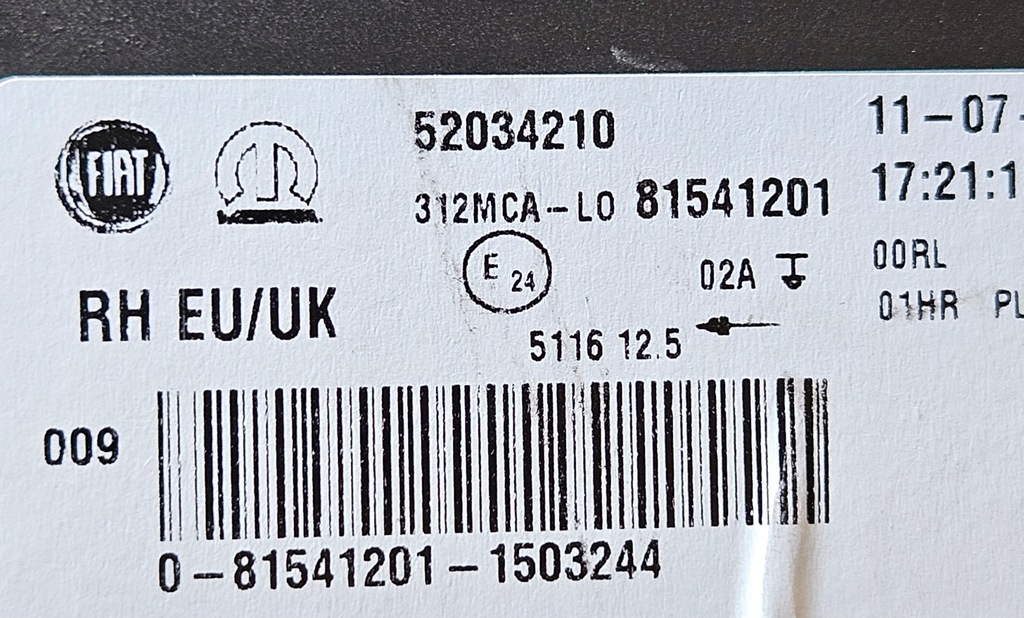 FIAT
52034210
11-07-
312MCA-LO 81541201
17:21:1
E 24
02A
00RL
RH EU/UK
01HR PL
5116 12.5
009
0-81541201-1503244